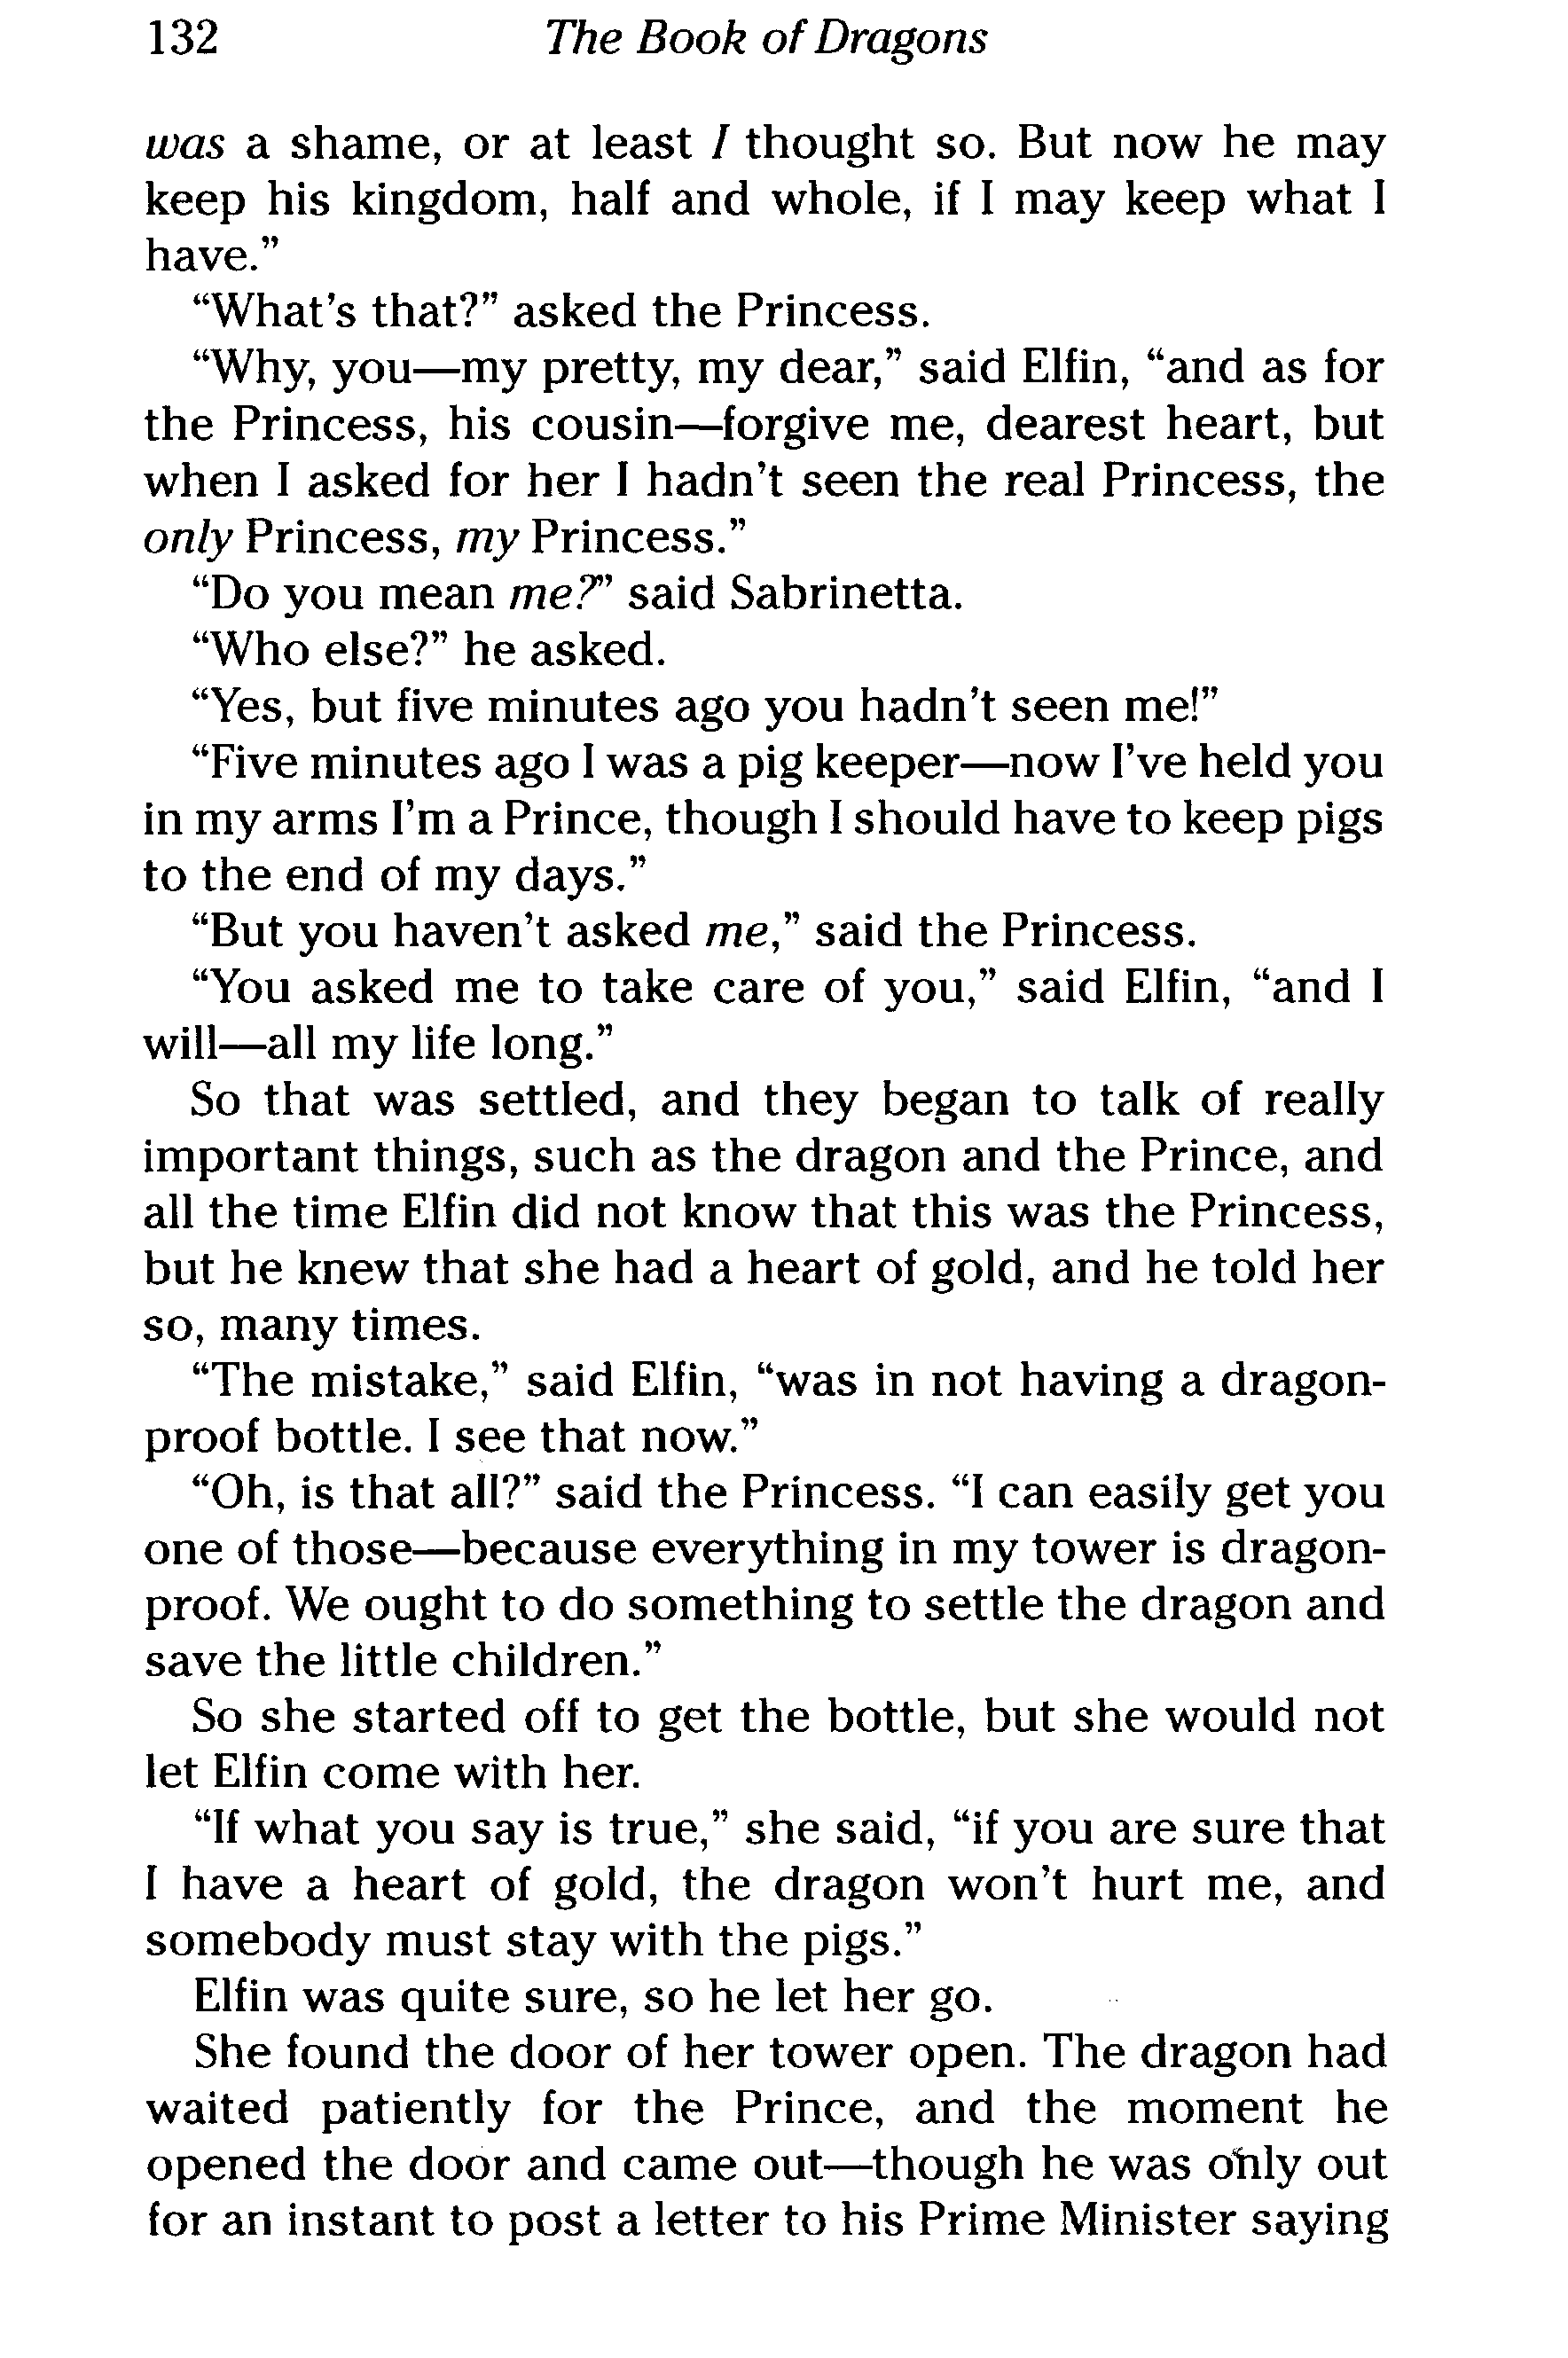 132 The Book of Dragons
was a shame, or at least I thought so. But now he may
keep his kingdom, half and whole, if I may keep what I
have.”
“What’s that?” asked the Princess.
“Why, you—my pretty, my dear,” said Elfin, “and as for
the Princess, his cousin—forgive me, dearest heart, but
when I asked for her I hadn’t seen the real Princess, the
only Princess, my Princess.”
“Do you mean me?” said Sabrinetta.
“Who else?” he asked.
“Yes, but five minutes ago you hadn’t seen me!”
“Five minutes ago I was a pig keeper—now I’ve held you
in my arms I’m a Prince, though I should have to keep pigs
to the end of my days.”
“But you haven’t asked me,” said the Princess.
“You asked me to take care of you,” said Elfin, “and I
will—all my life long.”
So that was settled, and they began to talk of really
important things, such as the dragon and the Prince, and
all the time Elfin did not know that this was the Princess,
but he knew that she had a heart of gold, and he told her
so, many times.
“The mistake,” said Elfin, “was in not having a dragon-
proof bottle. I see that now.”
“Oh, is that all?” said the Princess. “I can easily get you
one of those—because everything in my tower is dragon-
proof. We ought to do something to settle the dragon and
save the little children.”
So she started off to get the bottle, but she would not
let Elfin come with her.
“If what you say is true,” she said, “if you are sure that
I have a heart of gold, the dragon won’t hurt me, and
somebody must stay with the pigs.”
Elfin was quite sure, so he let her go.
She found the door of her tower open. The dragon had
waited patiently for the Prince, and the moment he
opened the door and came out—though he was only out
for an instant to post a letter to his Prime Minister saying